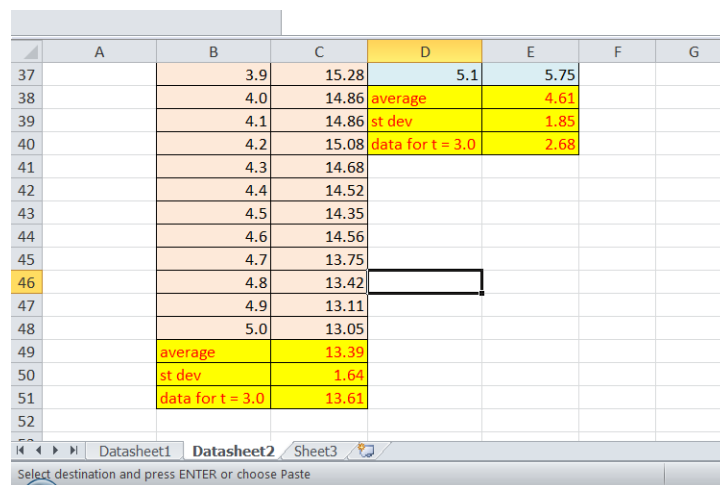 A B C D E F G
37 3.9 15.28 5.1 5.75
38 4.0 14.86 average 4.61
39 4.1 14.86 st dev 1.85
40 4.2 15.08 data for t = 3.0 2.68
41 4.3 14.68
42 4.4 14.52
43 4.5 14.35
44 4.6 14.56
45 4.7 13.75
46 4.8 13.42
47 4.9 13.11
48 5.0 13.05
49 average 13.39
50 st dev 1.64
51 data for t = 3.0 13.61
52
Datasheet1 Datasheet2 Sheet3
Select destination and press ENTER or choose Paste